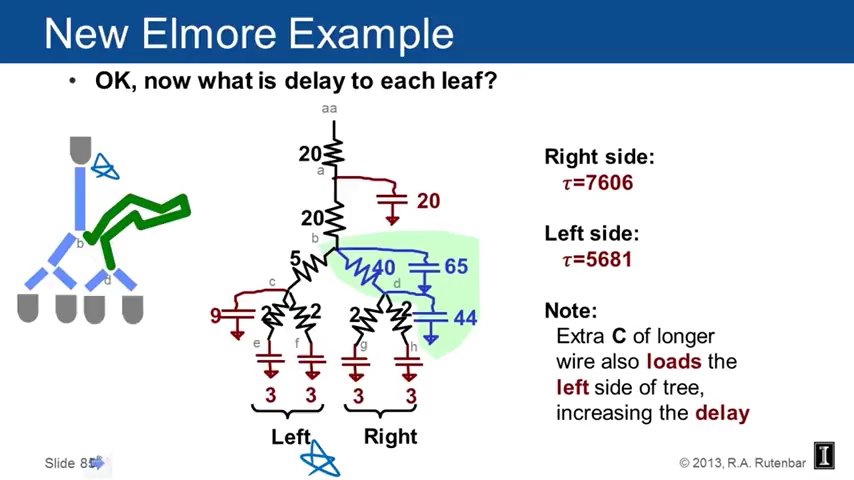 New Elmore Example
• OK, now what is delay to each leaf?
aa
20
a
20
20
b
5
40
65
c
d
9
2
2
2
2
44
e
f
g
h
3
3
3
3
Left
Right
b
d
Right side:
τ=7606
Left side:
τ=5681
Note:
Extra C of longer
wire also loads the
left side of tree,
increasing the delay
Slide 85
© 2013, R.A. Rutenbar
I